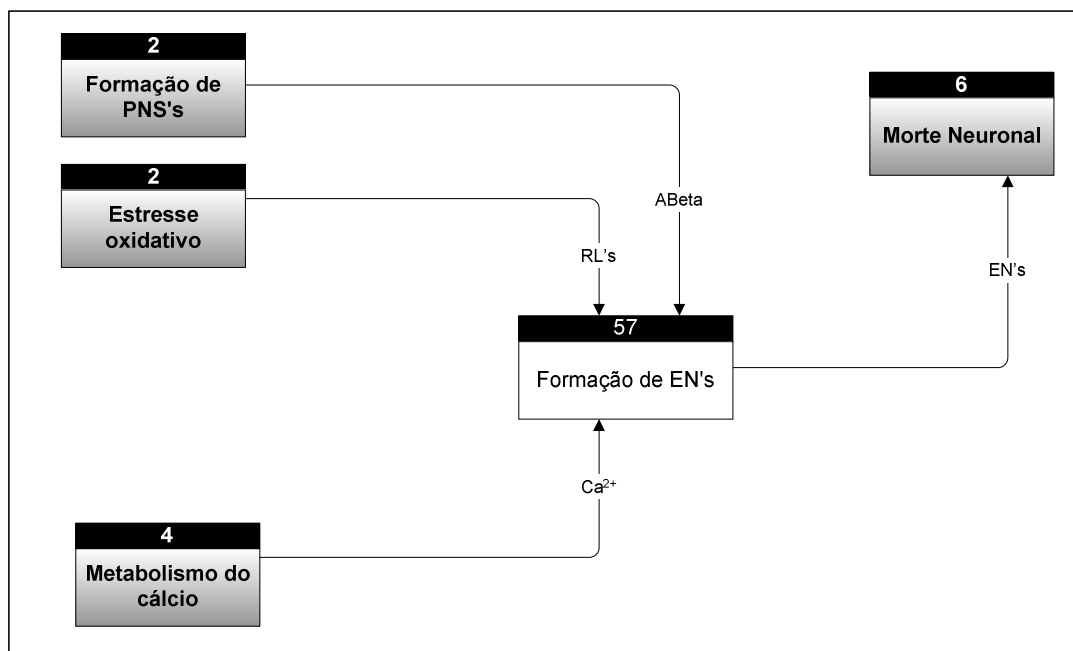 2
Formação de
PNS's
2
Estresse
oxidativo
6
Morte Neuronal
ABeta
RL's
EN's
57
Formação de EN's
Ca²⁺
4
Metabolismo do
cálcio